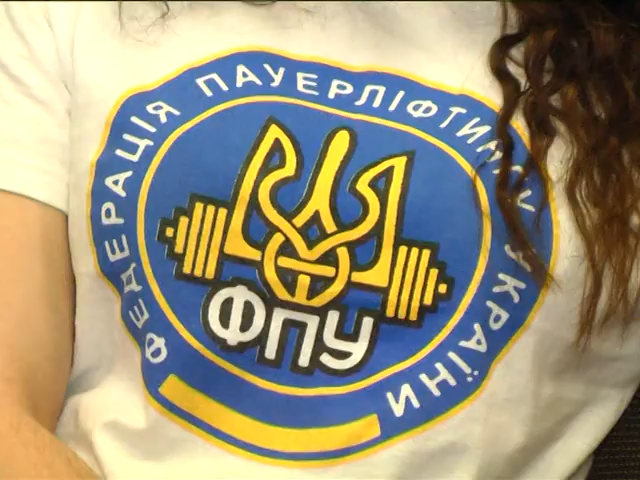 ФЕДЕРАЦІЯ ПАУЕРЛІФТИНГУ УКРАЇНИ
ФПУ